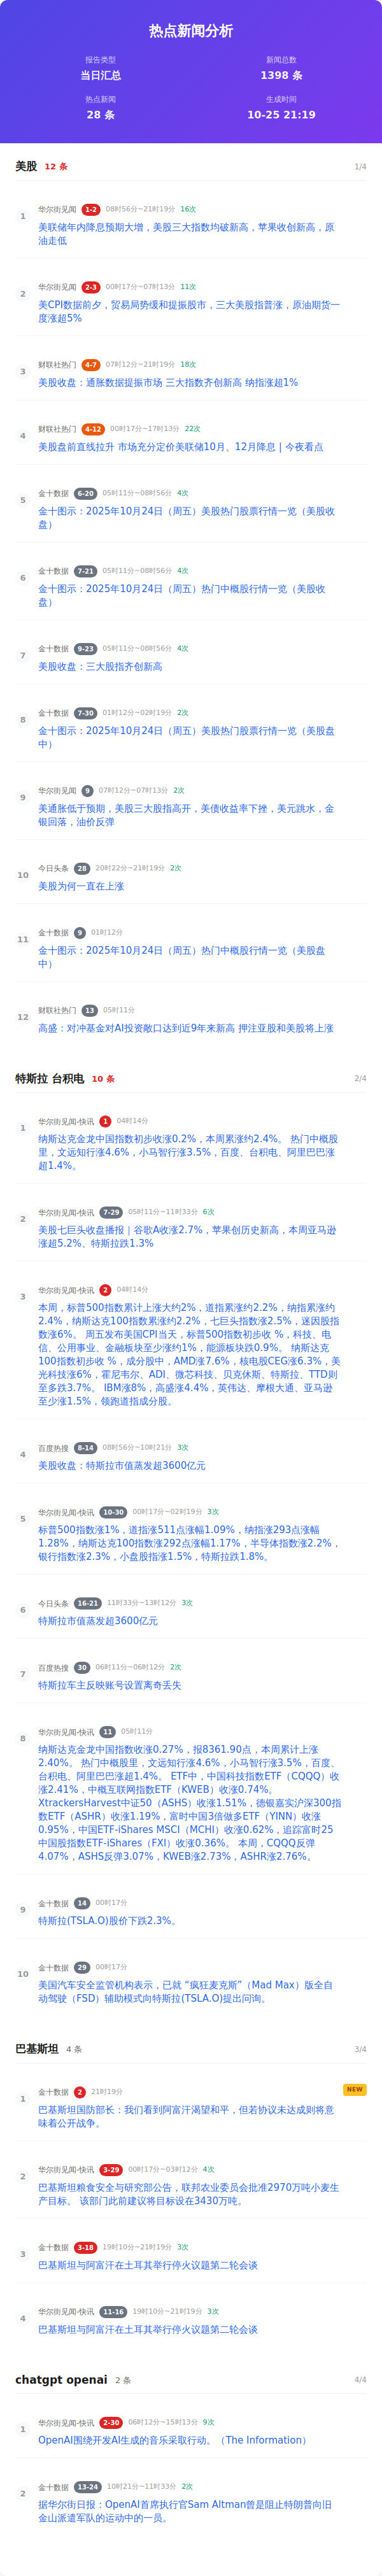 热点新闻分析
报告类型
当日汇总
新闻总数
1398 条
热点新闻
28 条
生成时间
10-25 21:19
美股 12 条 1/4
1 华尔街见闻 1-2 08时56分~21时19分 16次
美联储年内降息预期大增，美股三大指数均破新高，苹果收创新高，原
油走低
2 华尔街见闻 2-3 00时17分~07时13分 11次
美CPI数据前夕，贸易局势缓和提振股市，三大美股指普涨，原油期货一
度涨超5%
3 财联社热门 4-7 07时12分~21时19分 18次
美股收盘：通胀数据提振市场 三大指数齐创新高 纳指涨超1%
4 财联社热门 4-12 00时17分~17时13分 22次
美股盘前直线拉升 市场充分定价美联储10月、12月降息 | 今夜看点
5 金十数据 6-20 05时11分~08时56分 4次
金十图示：2025年10月24日（周五）美股热门股票行情一览（美股收
盘）
6 金十数据 7-21 05时11分~08时56分 4次
金十图示：2025年10月24日（周五）热门中概股行情一览（美股收
盘）
7 金十数据 9-23 05时11分~08时56分 4次
美股收盘：三大股指齐创新高
8 金十数据 7-30 01时12分~02时19分 2次
金十图示：2025年10月24日（周五）美股热门股票行情一览（美股盘
中）
9 华尔街见闻 9 07时12分~07时13分 2次
美通胀低于预期，美股三大股指高开，美债收益率下挫，美元跳水，金
银回落，油价反弹
10 今日头条 28 20时22分~21时19分 2次
美股为何一直在上涨
11 金十数据 9 01时12分
金十图示：2025年10月24日（周五）热门中概股行情一览（美股盘
中）
12 财联社热门 13 05时11分
高盛：对冲基金对AI投资敞口达到近9年来新高 押注亚股和美股将上涨
特斯拉 台积电 10 条 2/4
1 华尔街见闻-快讯 1 04时14分
纳斯达克金龙中国指数初步收涨0.2%，本周累涨约2.4%。 热门中概股
里，文远知行涨4.6%，小马智行涨3.5%，百度、台积电、阿里巴巴涨
超1.4%。
2 华尔街见闻-快讯 7-29 05时11分~11时33分 6次
美股七巨头收盘播报｜谷歌A收涨2.7%，苹果创历史新高，本周亚马逊
涨超5.2%、特斯拉跌1.3%
3 华尔街见闻-快讯 2 04时14分
本周，标普500指数累计上涨大约2%，道指累涨约2.2%，纳指累涨约
2.4%，纳斯达克100指数累涨约2.2%，七巨头指数涨2.5%，迷因股指
数涨6%。 周五发布美国CPI当天，标普500指数初步收 %，科技、电
信、公用事业、金融板块至少涨约1%，能源板块跌0.9%。 纳斯达克
100指数初步收 %，成分股中，AMD涨7.6%，核电股CEG涨6.3%，美
光科技涨6%，霍尼韦尔、ADI、微芯科技、贝克休斯、特斯拉、TTD则
至多跌3.7%。 IBM涨8%，高盛涨4.4%，英伟达、摩根大通、亚马逊
至少涨1.5%，领跑道指成分股。
4 百度热搜 8-14 08时56分~10时21分 3次
美股收盘：特斯拉市值蒸发超3600亿元
5 华尔街见闻-快讯 10-30 00时17分~02时19分 3次
标普500指数涨1%，道指涨511点涨幅1.09%，纳指涨293点涨幅
1.28%，纳斯达克100指数涨292点涨幅1.17%，半导体指数涨2.2%，
银行指数涨2.3%，小盘股指涨1.5%，特斯拉跌1.8%。
6 今日头条 16-21 11时33分~13时12分 3次
特斯拉市值蒸发超3600亿元
7 百度热搜 30 06时11分~06时12分 2次
特斯拉车主反映账号设置离奇丢失
8 华尔街见闻-快讯 11 05时11分
纳斯达克金龙中国指数收涨0.27%，报8361.90点，本周累计上涨
2.40%。 热门中概股里，文远知行涨4.6%，小马智行涨3.5%，百度、
台积电、阿里巴巴涨超1.4%。 ETF中，中国科技指数ETF（CQQQ）收
涨2.41%，中概互联网指数ETF（KWEB）收涨0.74%。
XtrackersHarvest中证50（ASHS）收涨1.51%，德银嘉实沪深300指
数ETF（ASHR）收涨1.19%，富时中国3倍做多ETF（YINN）收涨
0.95%，中国ETF-iShares MSCI（MCHI）收涨0.62%，追踪富时25
中国股指数ETF-iShares（FXI）收涨0.36%。 本周，CQQQ反弹
4.07%，ASHS反弹3.07%，KWEB涨2.73%，ASHR涨2.76%。
9 金十数据 14 00时17分
特斯拉(TSLA.O)股价下跌2.3%。
10 金十数据 29 00时17分
美国汽车安全监管机构表示，已就 “疯狂麦克斯”（Mad Max）版全自
动驾驶（FSD）辅助模式向特斯拉(TSLA.O)提出问询。
巴基斯坦 4 条 3/4
1 金十数据 2 21时19分 NEW
巴基斯坦国防部长：我们看到阿富汗渴望和平，但若协议未达成则将意
味着公开战争。
2 华尔街见闻-快讯 3-29 00时17分~03时12分 4次
巴基斯坦粮食安全与研究部公告，联邦农业委员会批准2970万吨小麦生
产目标。 该部门此前建议将目标设在3430万吨。
3 金十数据 3-18 19时10分~21时19分 3次
巴基斯坦与阿富汗在土耳其举行停火议题第二轮会谈
4 华尔街见闻-快讯 11-16 19时10分~21时19分 3次
巴基斯坦与阿富汗在土耳其举行停火议题第二轮会谈
chatgpt openai 2 条 4/4
1 华尔街见闻-快讯 2-30 06时12分~15时13分 9次
OpenAI围绕开发AI生成的音乐采取行动。（The Information）
2 金十数据 13-24 10时21分~11时33分 2次
据华尔街日报：OpenAI首席执行官Sam Altman曾是阻止特朗普向旧
金山派遣军队的运动中的一员。